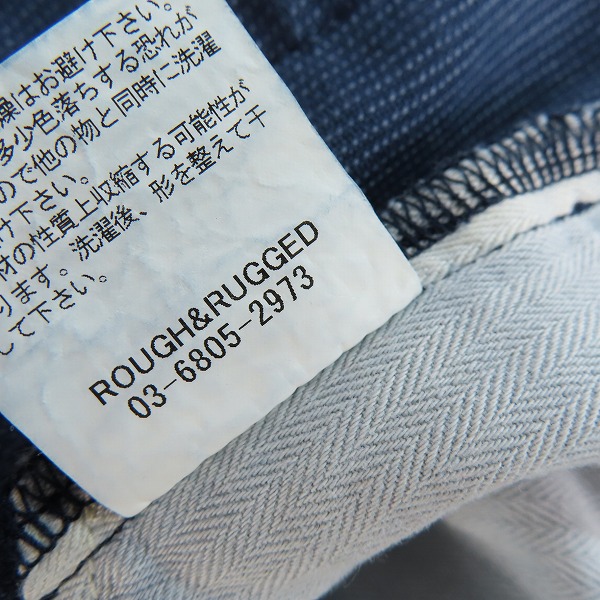 燥はお避け下さい。
多少色落ちする恐れが
ので他の物と同時に洗濯
下さい。
材の性質上収縮する可能性が
ります。洗濯後、形を整えて干
して下さい。
ROUGH&RUGGED
03-6805-2973